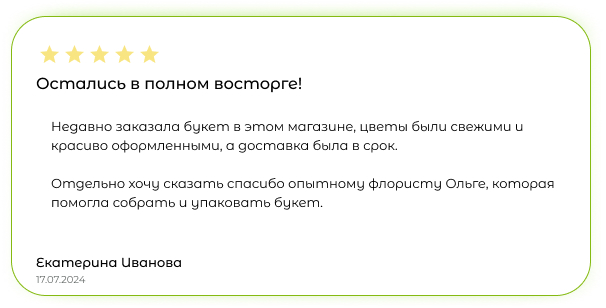 Остались в полном восторге!
Недавно заказала букет в этом магазине, цветы были свежими и
красиво оформленными, а доставка была в срок.
Отдельно хочу сказать спасибо опытному флористу Ольге, которая
помогла собрать и упаковать букет.
Екатерина Иванова
17.07.2024